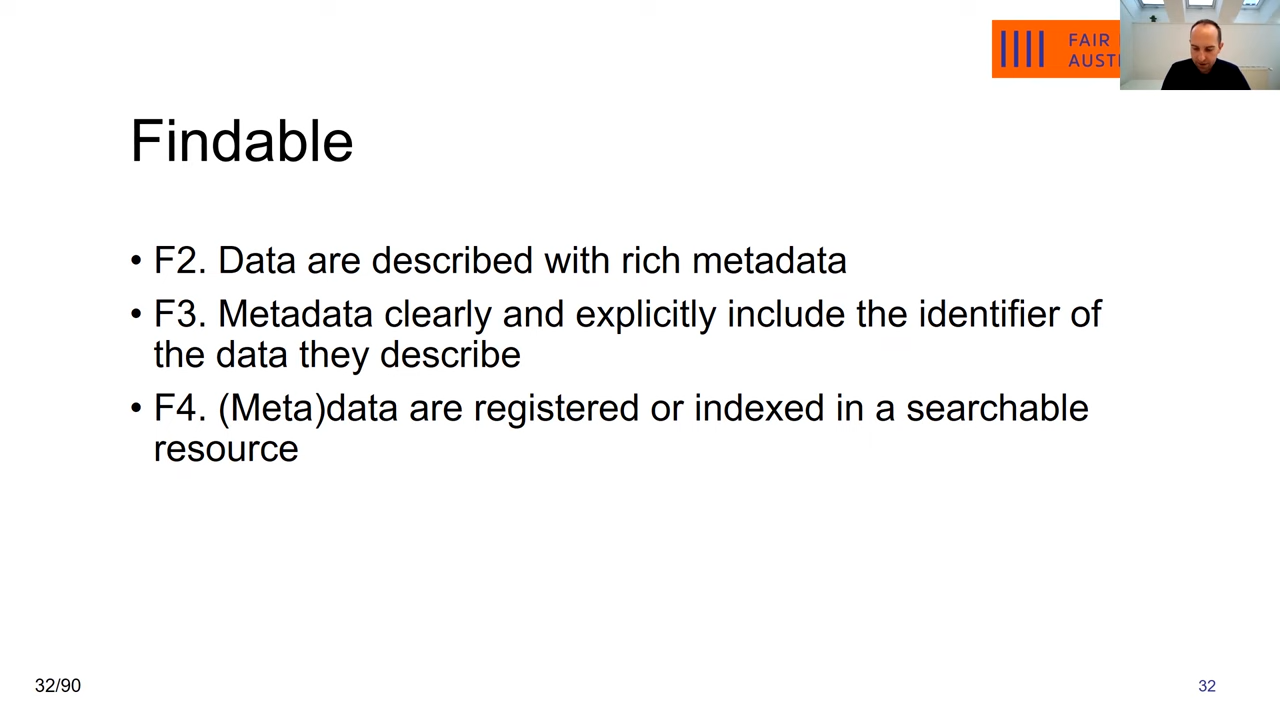 FAIR
AUST
Findable
• F2. Data are described with rich metadata
• F3. Metadata clearly and explicitly include the identifier of
the data they describe
• F4. (Meta)data are registered or indexed in a searchable
resource
32/90
32